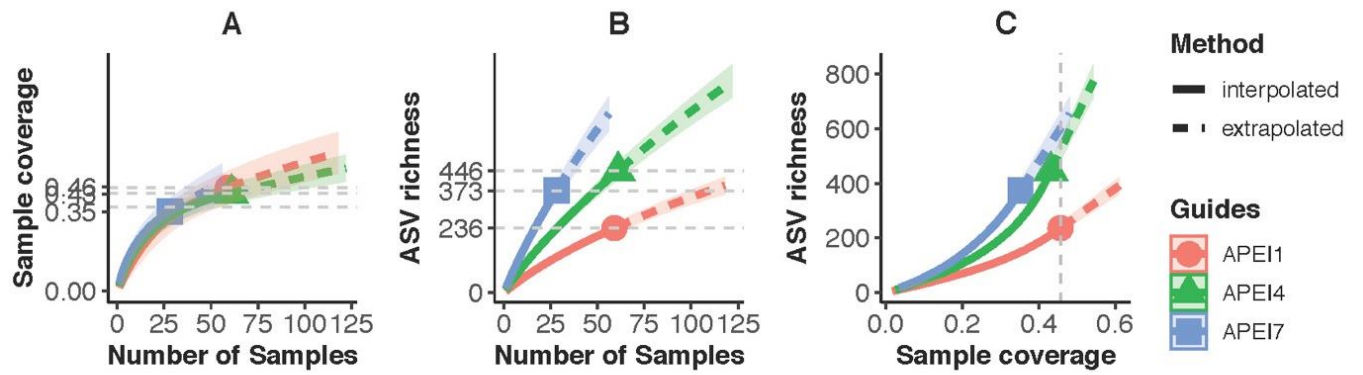 A
Sample coverage
0.46
0.35
0.00
0 25 50 75 100 125
Number of Samples
B
ASV richness
446
373
236
0
0 25 50 75 100 125
Number of Samples
C
ASV richness
800
600
400
200
0
0.0 0.2 0.4 0.6
Sample coverage
Method
interpolated
extrapolated
Guides
APEI1
APEI4
APEI7